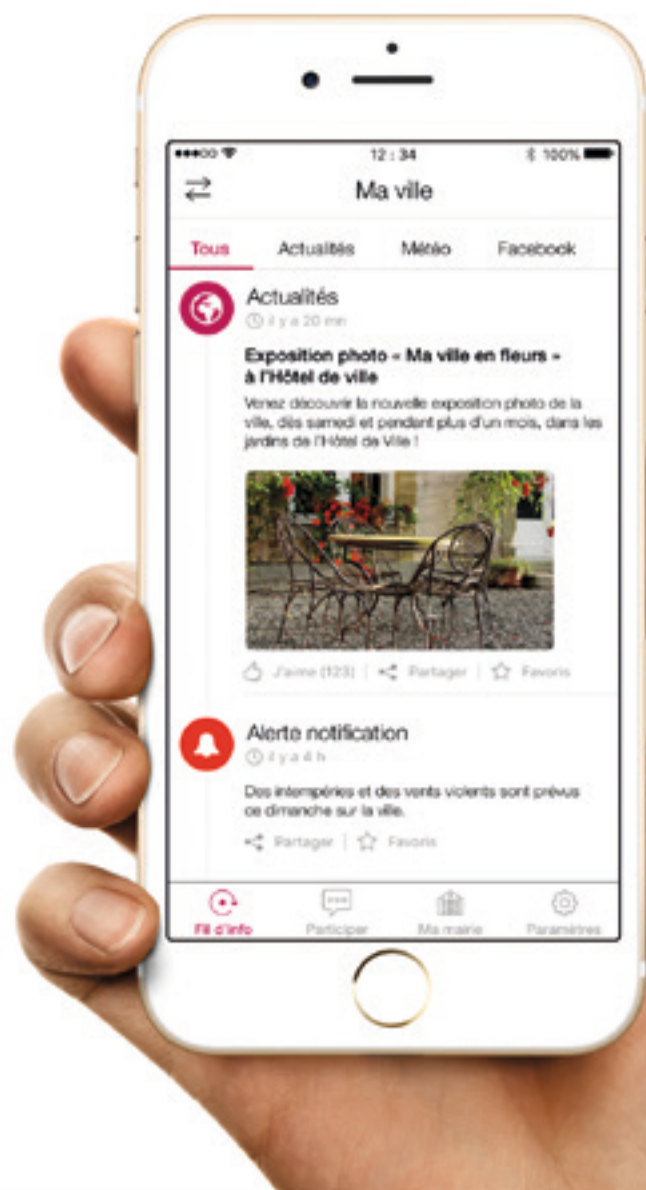 12:34
100%
Ma ville
Tous Actualités Météo Facebook
Actualités
il y a 20 mn
Exposition photo « Ma ville en fleurs »
à l'Hôtel de ville
Venez découvrir la nouvelle exposition photo de la
ville, dès samedi et pendant plus d'un mois, dans les
jardins de l'Hôtel de Ville !
J'aime (123) | Partager | Favoris
Alerte notification
il y a 4 h
Des intempéries et des vents violents sont prévus
ce dimanche sur la ville.
Partager | Favoris
Fil d'info Participer Ma mairie Paramètres